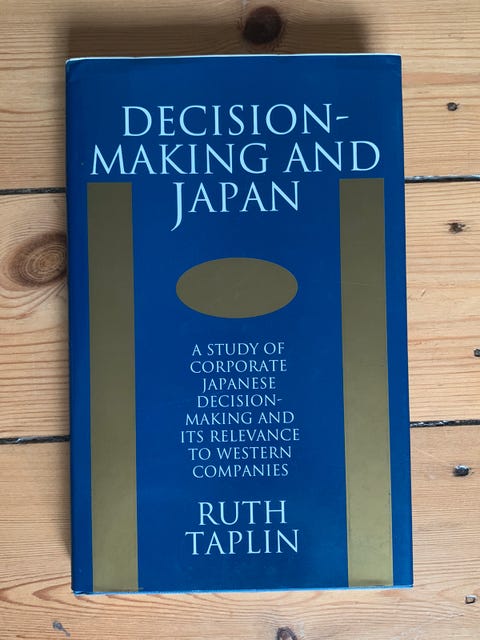 DECISION-
MAKING AND
JAPAN
A STUDY OF
CORPORATE
JAPANESE
DECISION-
MAKING AND
ITS RELEVANCE
TO WESTERN
COMPANIES
RUTH
TAPLIN